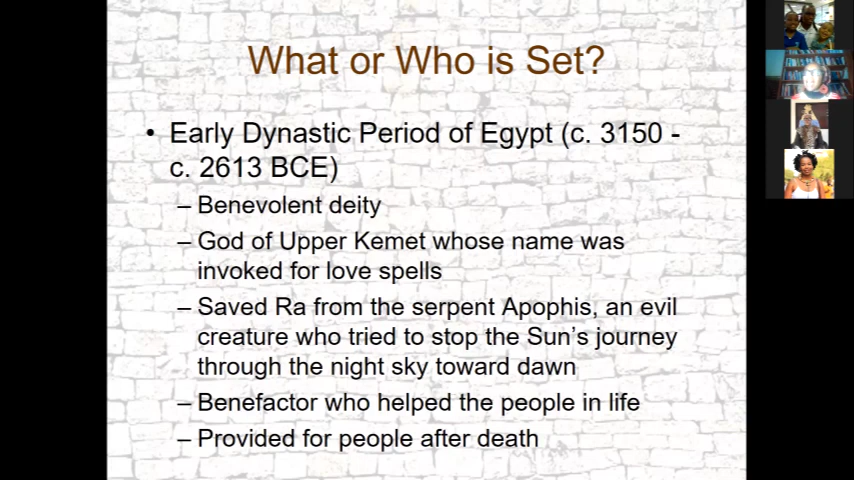 What or Who is Set?
• Early Dynastic Period of Egypt (c. 3150 -
c. 2613 BCE)
– Benevolent deity
– God of Upper Kemet whose name was
invoked for love spells
– Saved Ra from the serpent Apophis, an evil
creature who tried to stop the Sun's journey
through the night sky toward dawn
– Benefactor who helped the people in life
– Provided for people after death